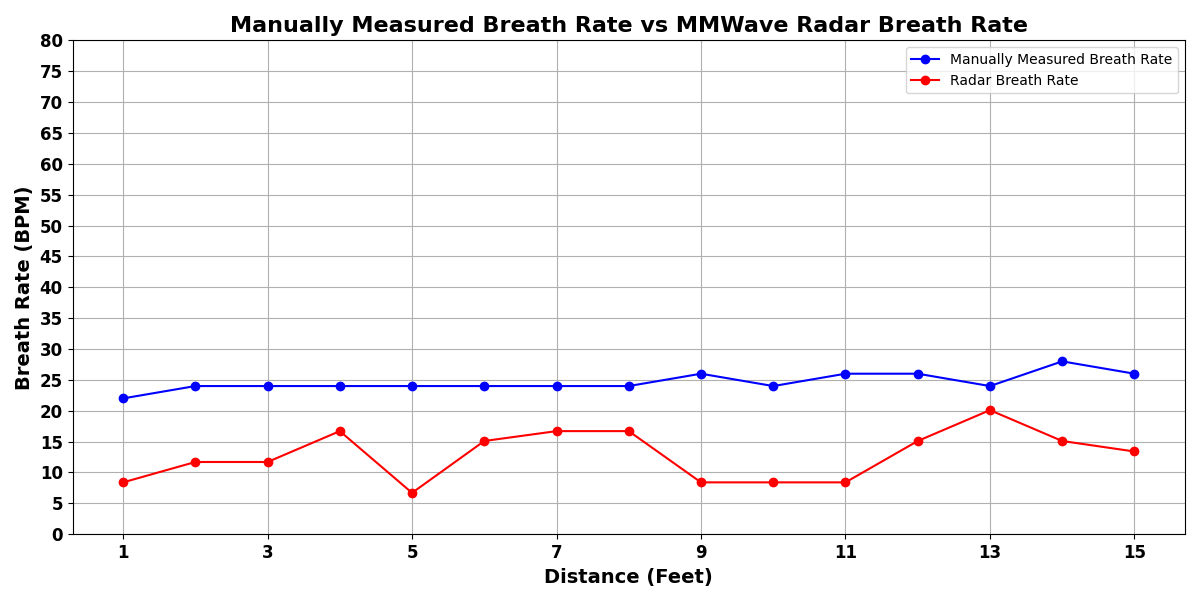 Manually Measured Breath Rate vs MMWave Radar Breath Rate
Manually Measured Breath Rate
Radar Breath Rate
Breath Rate (BPM)
80
75
70
65
60
55
50
45
40
35
30
25
20
15
10
5
0
1 3 5 7 9 11 13 15
Distance (Feet)